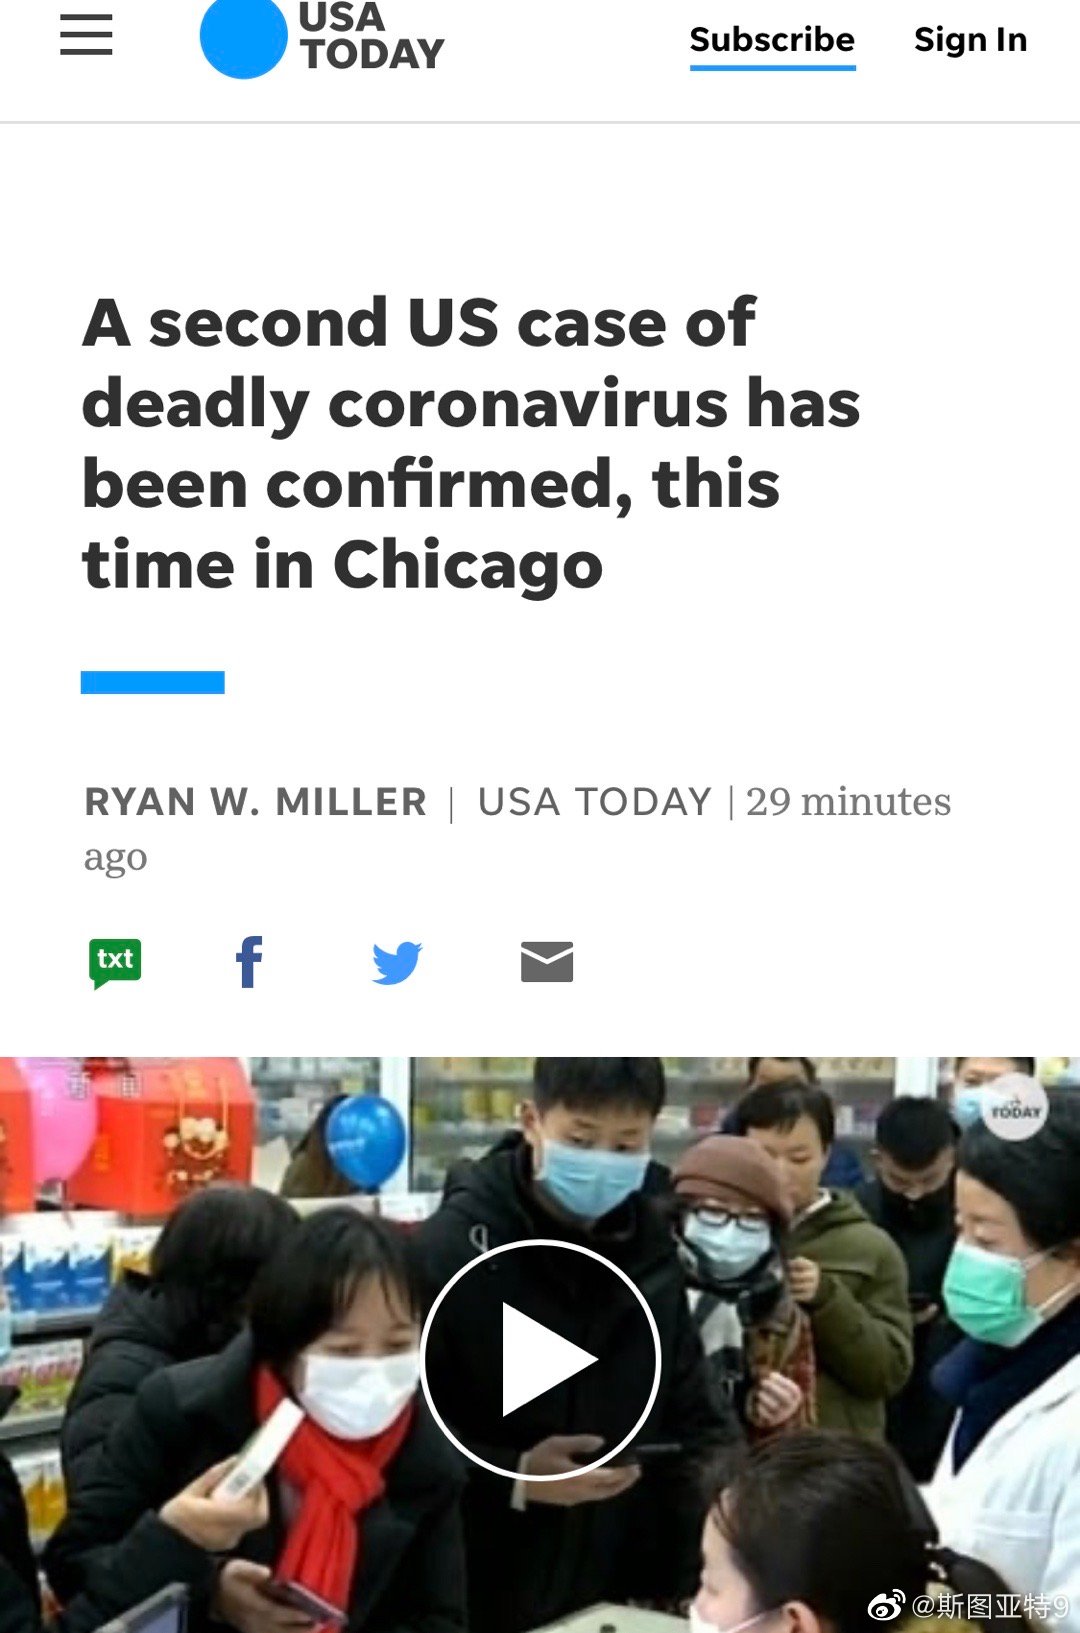 USA
TODAY
Subscribe
Sign In
A second US case of
deadly coronavirus has
been confirmed, this
time in Chicago
RYAN W. MILLER | USA TODAY | 29 minutes
ago
txt
TODAY
@斯图亚特9